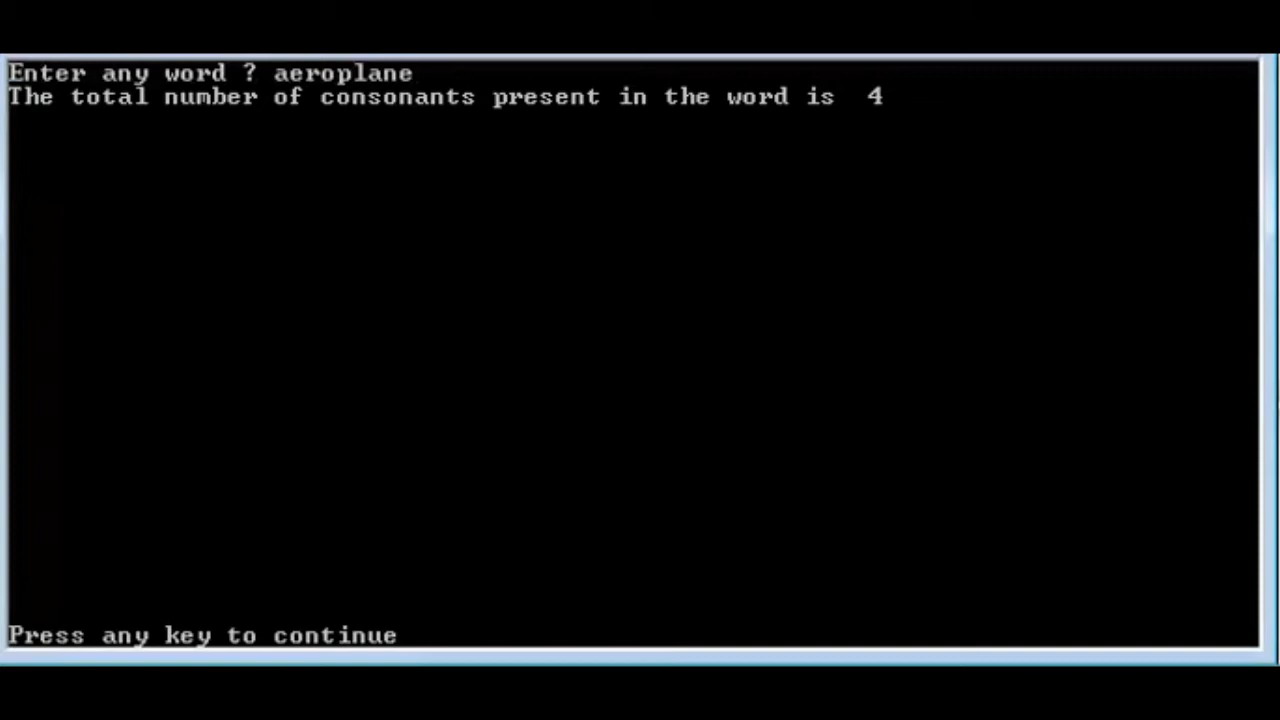 Enter any word ? aeroplane
The total number of consonants present in the word is  4
Press any key to continue